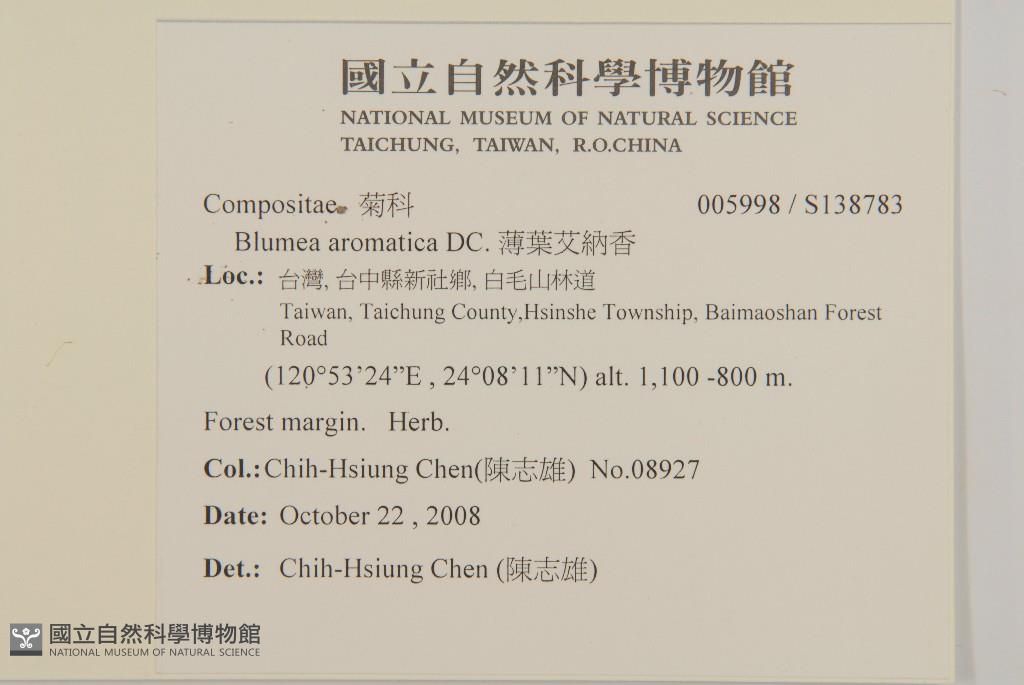 國立自然科學博物館
NATIONAL MUSEUM OF NATURAL SCIENCE
TAICHUNG, TAIWAN, R.O.CHINA
Compositae 菊科 005998 / S138783
Blumea aromatica DC. 薄葉艾納香
Loc.: 台灣, 台中縣新社鄉, 白毛山林道
Taiwan, Taichung County,Hsinshe Township, Baimaoshan Forest
Road
(120°53’24”E , 24°08’11”N) alt. 1,100 -800 m.
Forest margin. Herb.
Col.:Chih-Hsiung Chen(陳志雄) No.08927
Date: October 22 , 2008
Det.: Chih-Hsiung Chen (陳志雄)
國立自然科學博物館
NATIONAL MUSEUM OF NATURAL SCIENCE